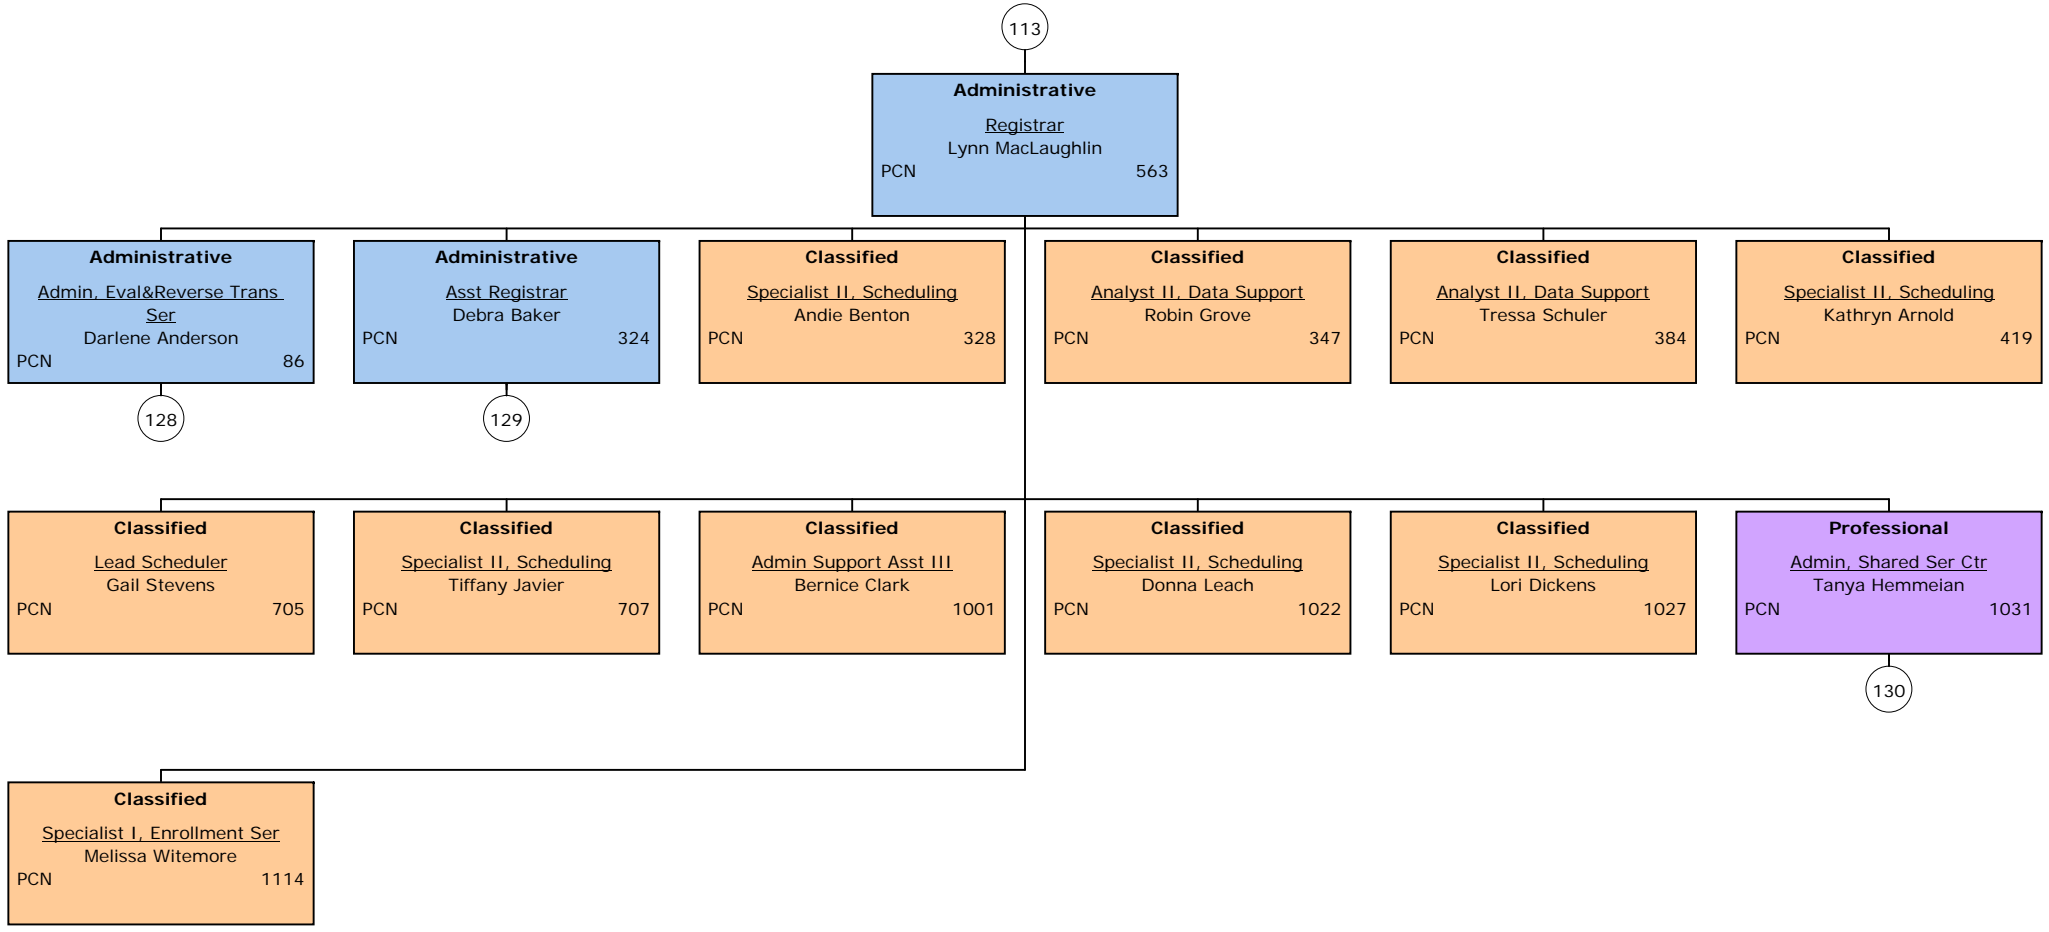 113
Administrative
Registrar
Lynn MacLaughlin
PCN 563
Administrative
Admin, Eval&Reverse Trans
Ser
Darlene Anderson
PCN 86
128
Administrative
Asst Registrar
Debra Baker
PCN 324
129
Classified
Specialist II, Scheduling
Andie Benton
PCN 328
Classified
Analyst II, Data Support
Robin Grove
PCN 347
Classified
Analyst II, Data Support
Tressa Schuler
PCN 384
Classified
Specialist II, Scheduling
Kathryn Arnold
PCN 419
Classified
Lead Scheduler
Gail Stevens
PCN 705
Classified
Specialist II, Scheduling
Tiffany Javier
PCN 707
Classified
Admin Support Asst III
Bernice Clark
PCN 1001
Classified
Specialist II, Scheduling
Donna Leach
PCN 1022
Classified
Specialist II, Scheduling
Lori Dickens
PCN 1027
Professional
Admin, Shared Ser Ctr
Tanya Hemmeian
PCN 1031
130
Classified
Specialist I, Enrollment Ser
Melissa Witemore
PCN 1114